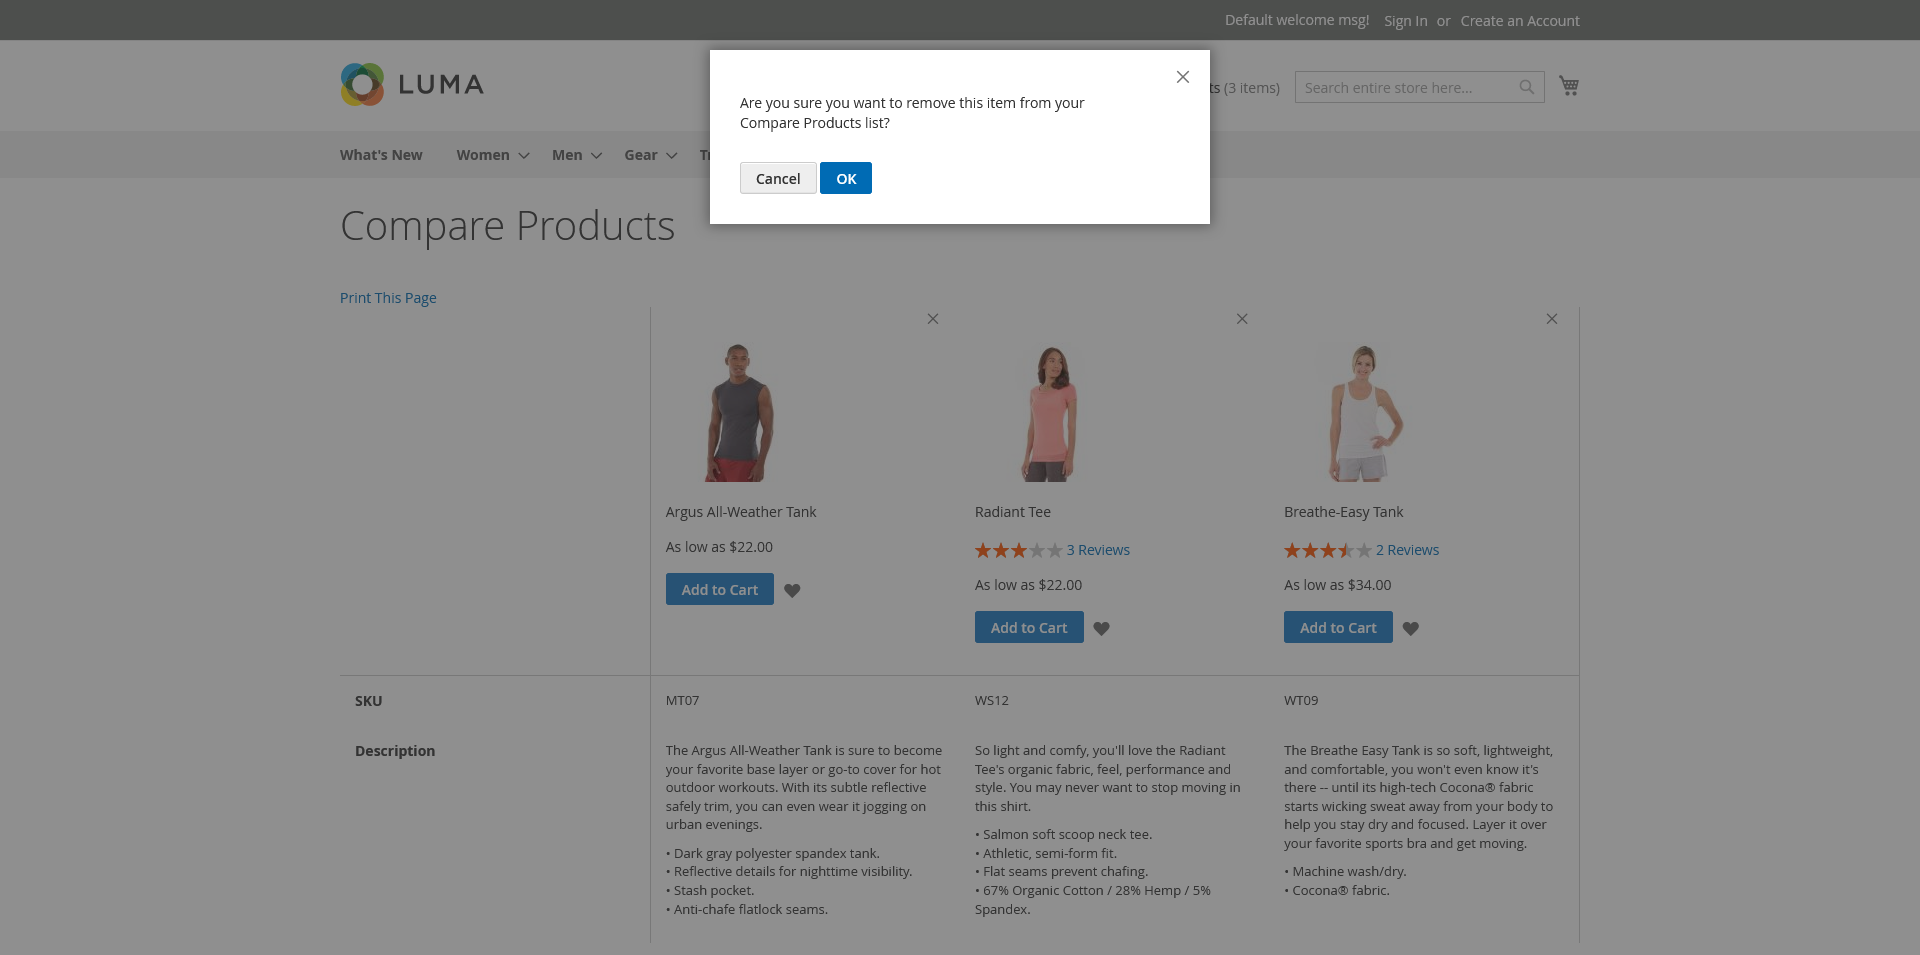 Default welcome msg! Sign In or Create an Account
LUMA
(3 items)
Search entire store here...
What's New Women Men Gear
Are you sure you want to remove this item from your
Compare Products list?
Cancel OK
Compare Products
Print This Page
Argus All-Weather Tank
As low as $22.00
Add to Cart
Radiant Tee
3 Reviews
As low as $22.00
Add to Cart
Breathe-Easy Tank
2 Reviews
As low as $34.00
Add to Cart
SKU
MT07
WS12
WT09
Description
The Argus All-Weather Tank is sure to become
your favorite base layer or go-to cover for hot
outdoor workouts. With its subtle reflective
safely trim, you can even wear it jogging on
urban evenings.
• Dark gray polyester spandex tank.
• Reflective details for nighttime visibility.
• Stash pocket.
• Anti-chafe flatlock seams.
So light and comfy, you'll love the Radiant
Tee's organic fabric, feel, performance and
style. You may never want to stop moving in
this shirt.
• Salmon soft scoop neck tee.
• Athletic, semi-form fit.
• Flat seams prevent chafing.
• 67% Organic Cotton / 28% Hemp / 5%
Spandex.
The Breathe Easy Tank is so soft, lightweight,
and comfortable, you won't even know it's
there -- until its high-tech Cocona® fabric
starts wicking sweat away from your body to
help you stay dry and focused. Layer it over
your favorite sports bra and get moving.
• Machine wash/dry.
• Cocona® fabric.